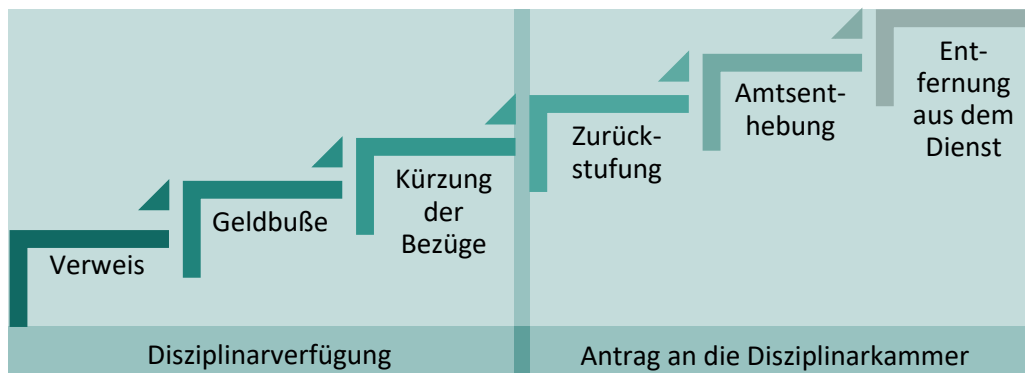 Verweis
Geldbuße
Kürzung
der
Bezüge
Zurück-
stufung
Amtsent-
hebung
Ent-
fernung
aus dem
Dienst
Disziplinarverfügung
Antrag an die Disziplinarkammer